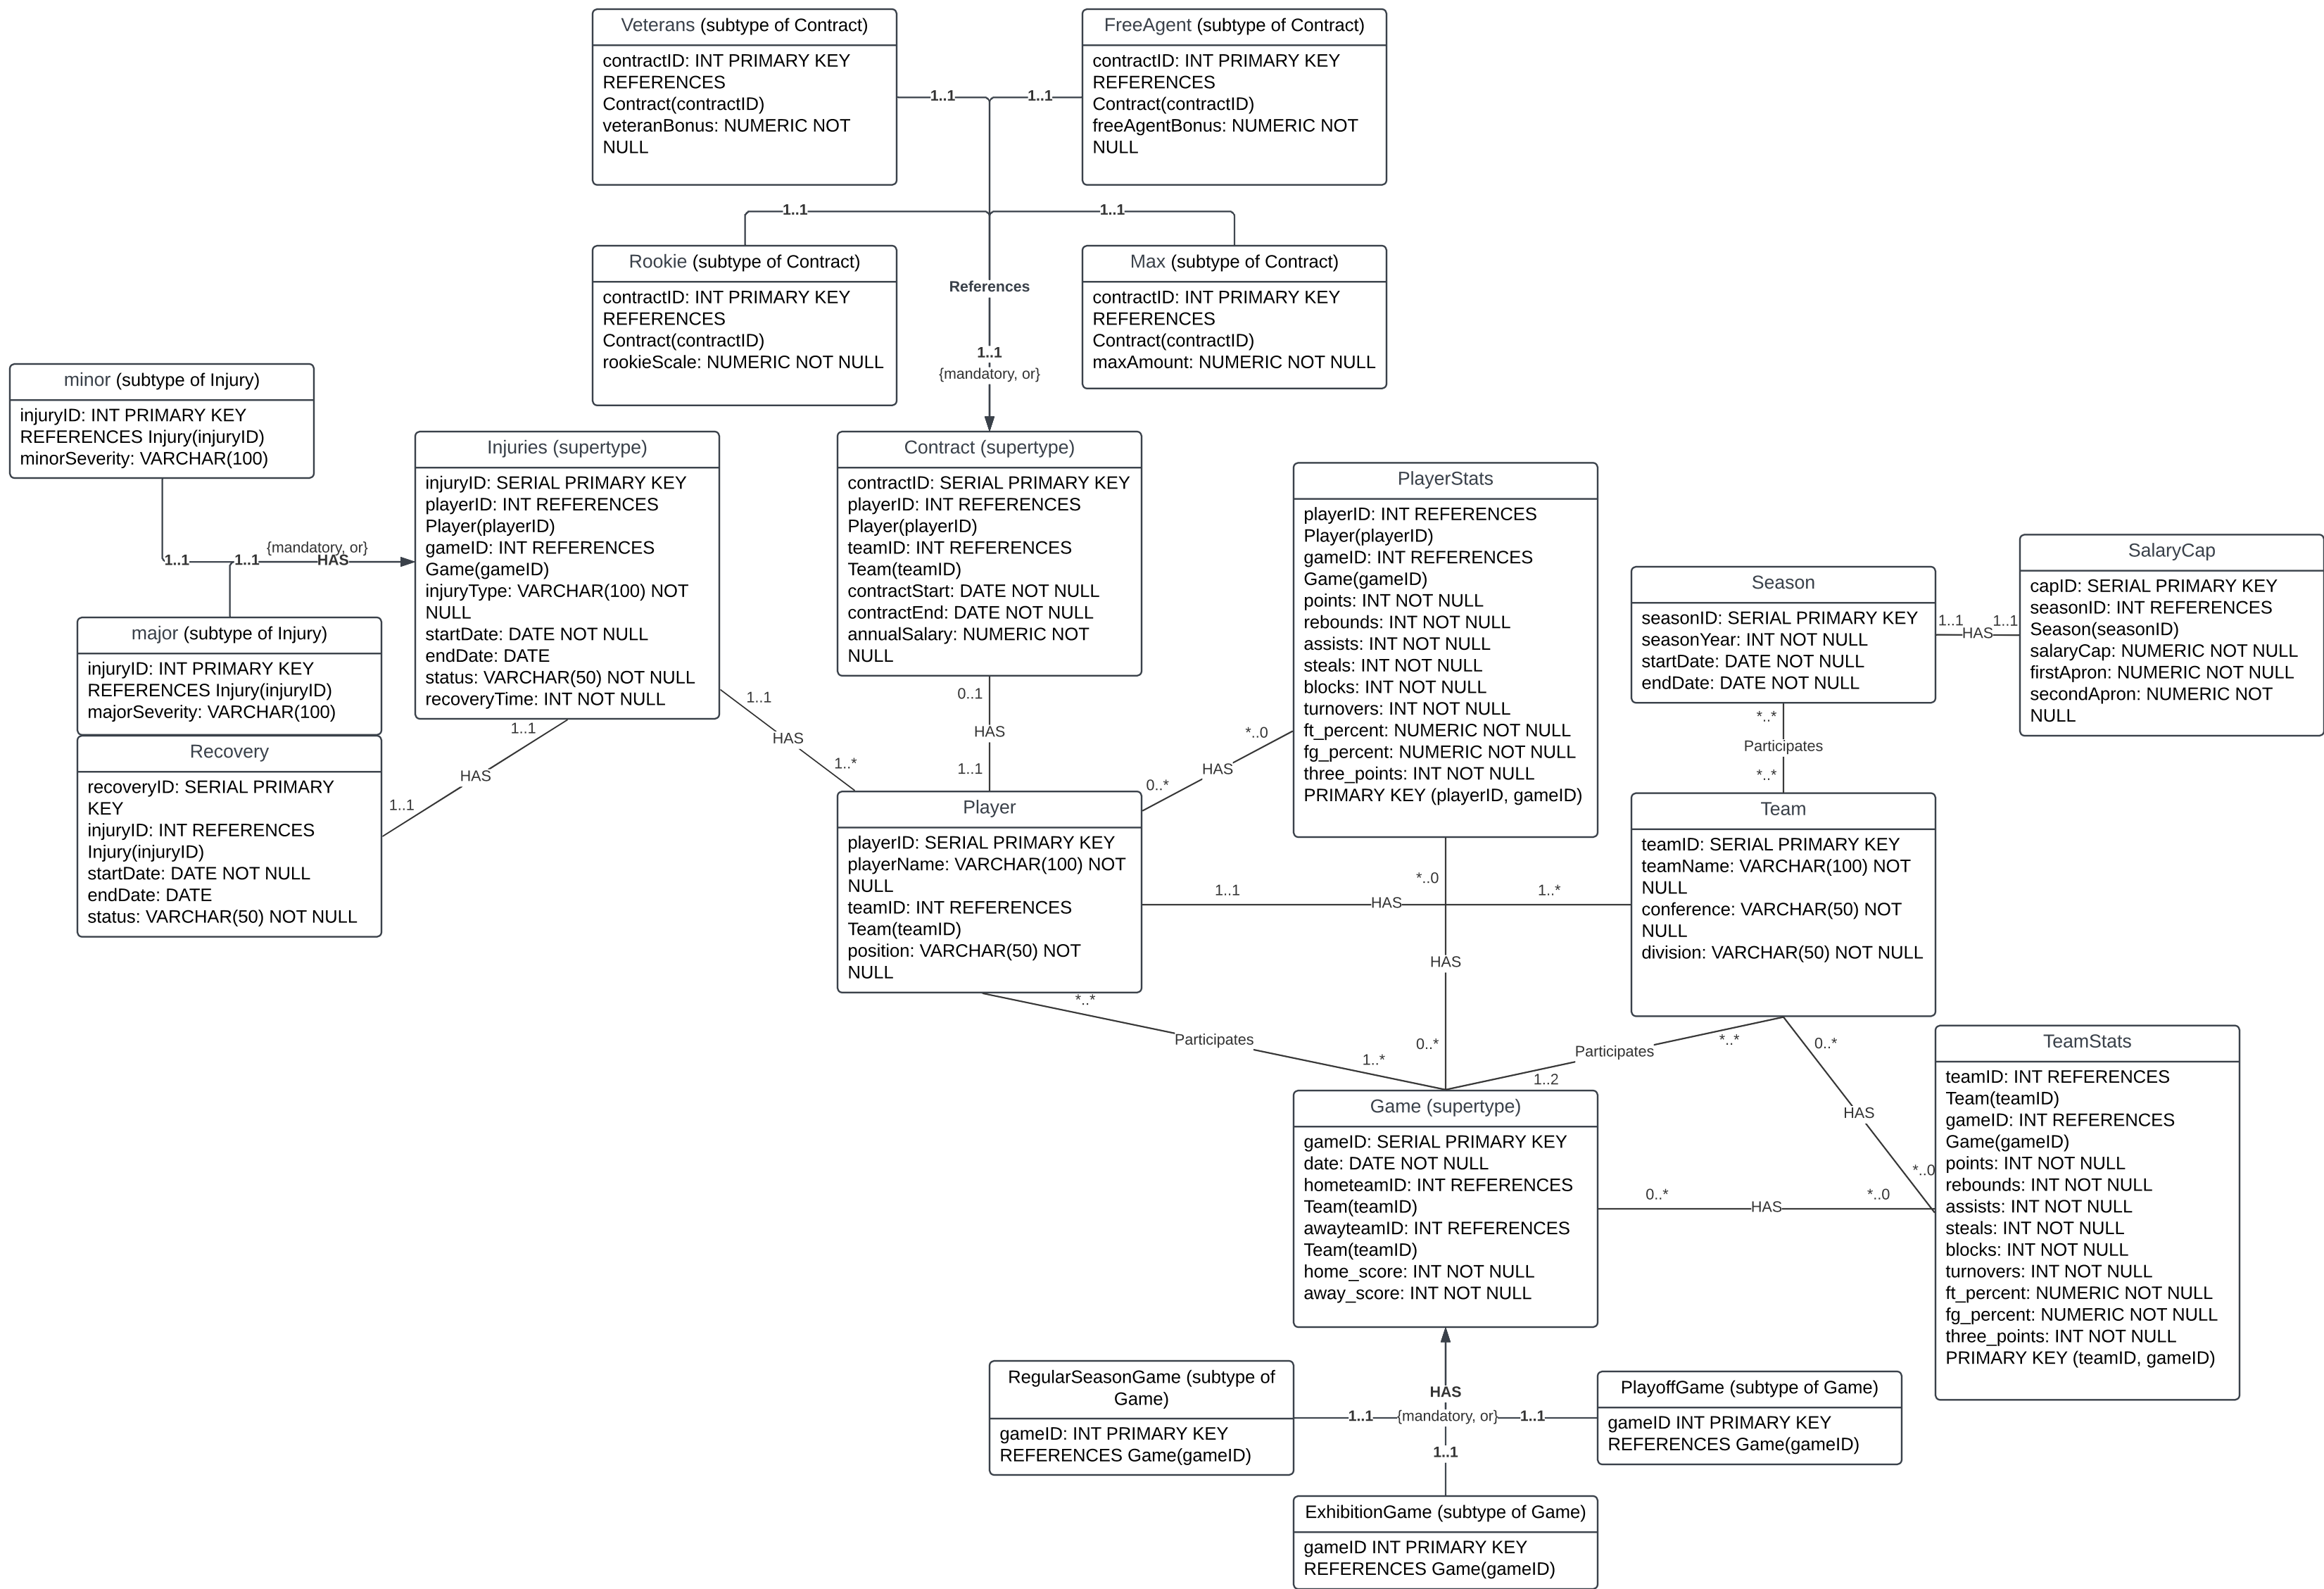 Veterans (subtype of Contract)
contractID: INT PRIMARY KEY
REFERENCES
Contract(contractID)
veteranBonus: NUMERIC NOT
NULL
FreeAgent (subtype of Contract)
contractID: INT PRIMARY KEY
REFERENCES
Contract(contractID)
freeAgentBonus: NUMERIC NOT
NULL
1..1
1..1
1..1
1..1
Rookie (subtype of Contract)
contractID: INT PRIMARY KEY
REFERENCES
Contract(contractID)
rookieScale: NUMERIC NOT NULL
References
1..1
{mandatory, or}
Max (subtype of Contract)
contractID: INT PRIMARY KEY
REFERENCES
Contract(contractID)
maxAmount: NUMERIC NOT NULL
minor (subtype of Injury)
injuryID: INT PRIMARY KEY
REFERENCES Injury(injuryID)
minorSeverity: VARCHAR(100)
{mandatory, or}
1..1
1..1
HAS
major (subtype of Injury)
injuryID: INT PRIMARY KEY
REFERENCES Injury(injuryID)
majorSeverity: VARCHAR(100)
Recovery
recoveryID: SERIAL PRIMARY
KEY
injuryID: INT REFERENCES
Injury(injuryID)
startDate: DATE NOT NULL
endDate: DATE
status: VARCHAR(50) NOT NULL
Injuries (supertype)
injuryID: SERIAL PRIMARY KEY
playerID: INT REFERENCES
Player(playerID)
gameID: INT REFERENCES
Game(gameID)
injuryType: VARCHAR(100) NOT
NULL
startDate: DATE NOT NULL
endDate: DATE
status: VARCHAR(50) NOT NULL
recoveryTime: INT NOT NULL
1..1
HAS
1..1
1..1
HAS
1..*
Contract (supertype)
contractID: SERIAL PRIMARY KEY
playerID: INT REFERENCES
Player(playerID)
teamID: INT REFERENCES
Team(teamID)
contractStart: DATE NOT NULL
contractEnd: DATE NOT NULL
annualSalary: NUMERIC NOT
NULL
0..1
HAS
1..1
PlayerStats
playerID: INT REFERENCES
Player(playerID)
gameID: INT REFERENCES
Game(gameID)
points: INT NOT NULL
rebounds: INT NOT NULL
assists: INT NOT NULL
steals: INT NOT NULL
blocks: INT NOT NULL
turnovers: INT NOT NULL
ft_percent: NUMERIC NOT NULL
fg_percent: NUMERIC NOT NULL
three_points: INT NOT NULL
PRIMARY KEY (playerID, gameID)
*..0
HAS
0..*
Season
seasonID: SERIAL PRIMARY KEY
seasonYear: INT NOT NULL
startDate: DATE NOT NULL
endDate: DATE NOT NULL
1..1
HAS
1..1
SalaryCap
capID: SERIAL PRIMARY KEY
seasonID: INT REFERENCES
Season(seasonID)
salaryCap: NUMERIC NOT NULL
firstApron: NUMERIC NOT NULL
secondApron: NUMERIC NOT
NULL
*..*
Participates
*..*
Player
playerID: SERIAL PRIMARY KEY
playerName: VARCHAR(100) NOT
NULL
teamID: INT REFERENCES
Team(teamID)
position: VARCHAR(50) NOT
NULL
1..1
HAS
1..*
*..0
HAS
0..*
Team
teamID: SERIAL PRIMARY KEY
teamName: VARCHAR(100) NOT
NULL
conference: VARCHAR(50) NOT
NULL
division: VARCHAR(50) NOT NULL
*..*
Participates
1..*
*..*
Participates
1..2
0..*
HAS
*..0
TeamStats
teamID: INT REFERENCES
Team(teamID)
gameID: INT REFERENCES
Game(gameID)
points: INT NOT NULL
rebounds: INT NOT NULL
assists: INT NOT NULL
steals: INT NOT NULL
blocks: INT NOT NULL
turnovers: INT NOT NULL
ft_percent: NUMERIC NOT NULL
fg_percent: NUMERIC NOT NULL
three_points: INT NOT NULL
PRIMARY KEY (teamID, gameID)
Game (supertype)
gameID: SERIAL PRIMARY KEY
date: DATE NOT NULL
hometeamID: INT REFERENCES
Team(teamID)
awayteamID: INT REFERENCES
Team(teamID)
home_score: INT NOT NULL
away_score: INT NOT NULL
0..*
HAS
*..0
RegularSeasonGame (subtype of
Game)
gameID: INT PRIMARY KEY
REFERENCES Game(gameID)
HAS
1..1
{mandatory, or}
1..1
1..1
PlayoffGame (subtype of Game)
gameID INT PRIMARY KEY
REFERENCES Game(gameID)
ExhibitionGame (subtype of Game)
gameID INT PRIMARY KEY
REFERENCES Game(gameID)